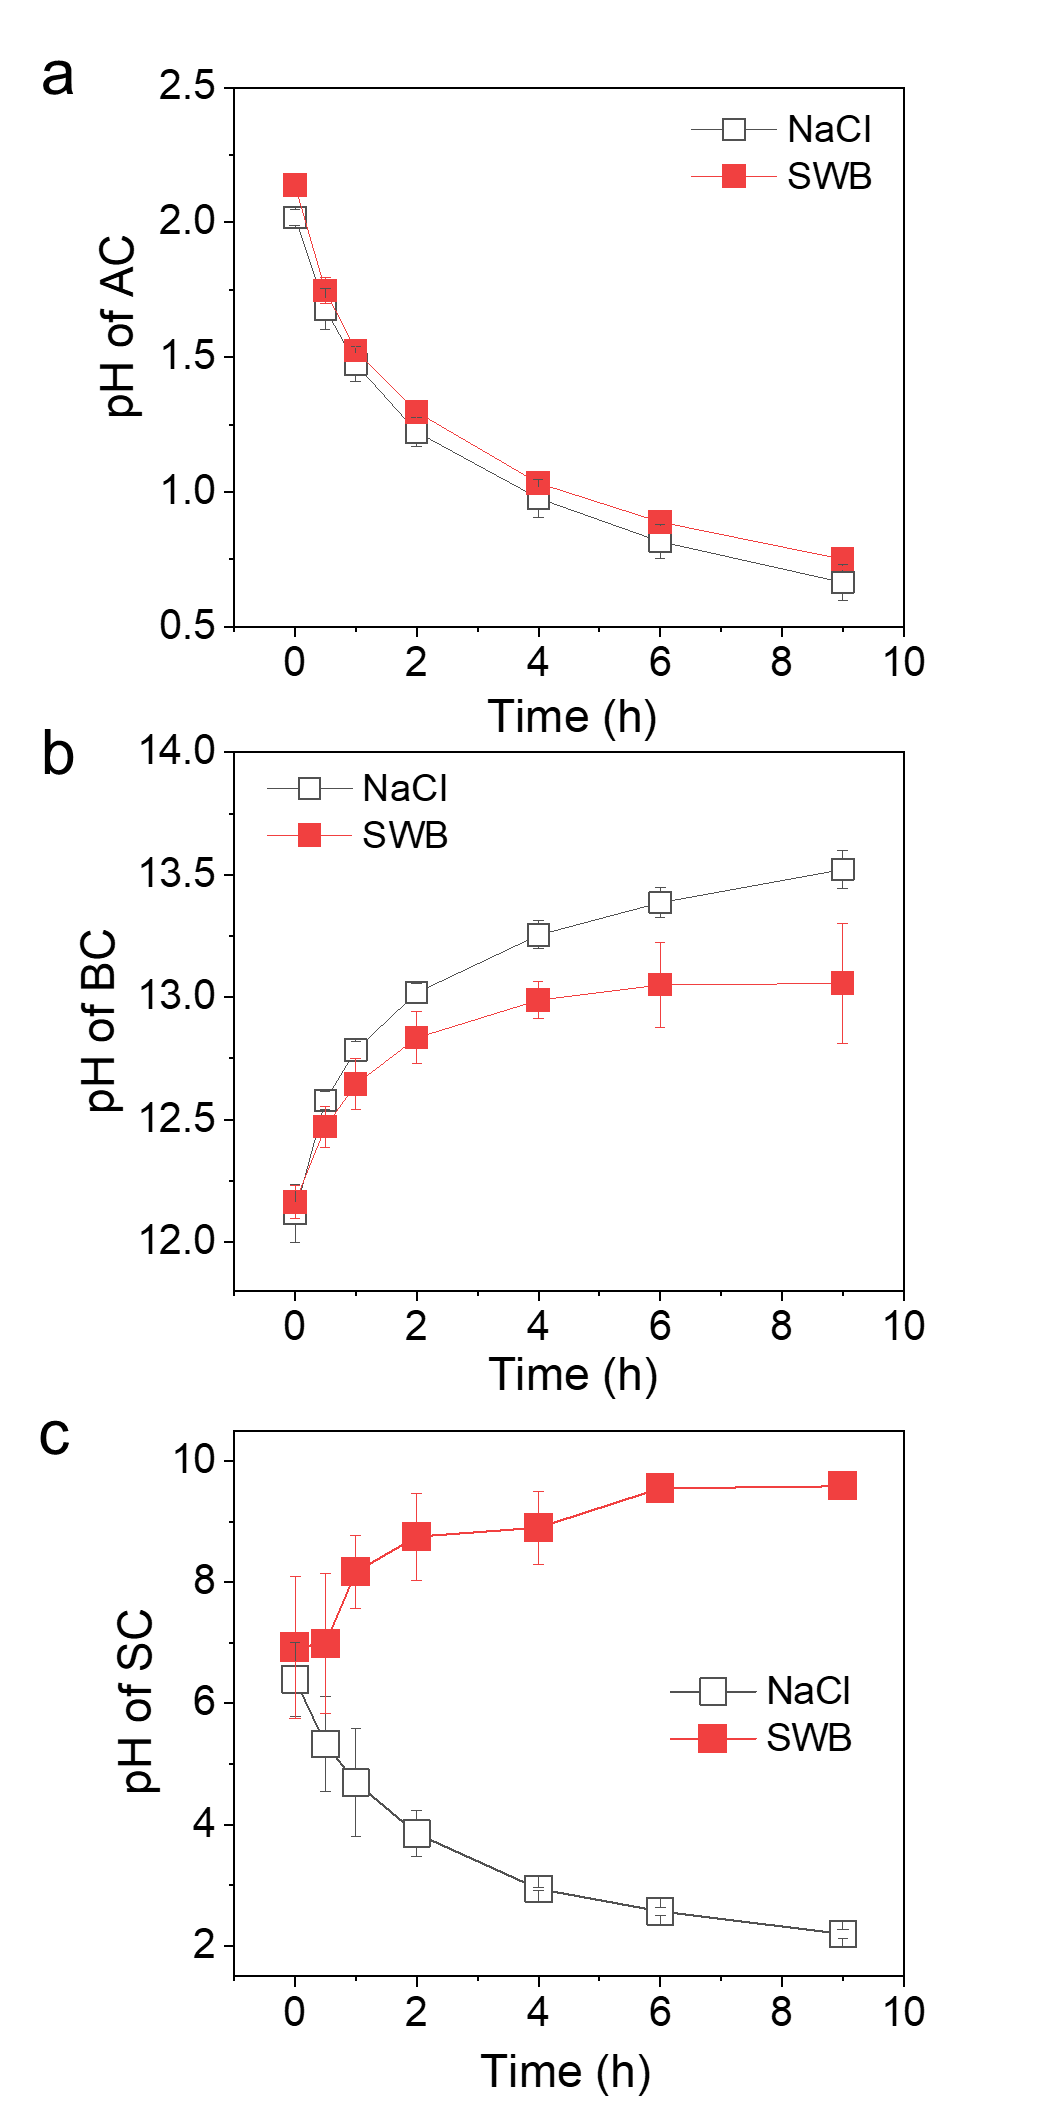 a
2.5
2.0
1.5
1.0
0.5
pH of AC
NaCl
SWB
0 2 4 6 8 10
Time (h)
b
14.0
13.5
13.0
12.5
12.0
pH of BC
NaCl
SWB
0 2 4 6 8 10
Time (h)
c
10
8
6
4
2
pH of SC
NaCl
SWB
0 2 4 6 8 10
Time (h)